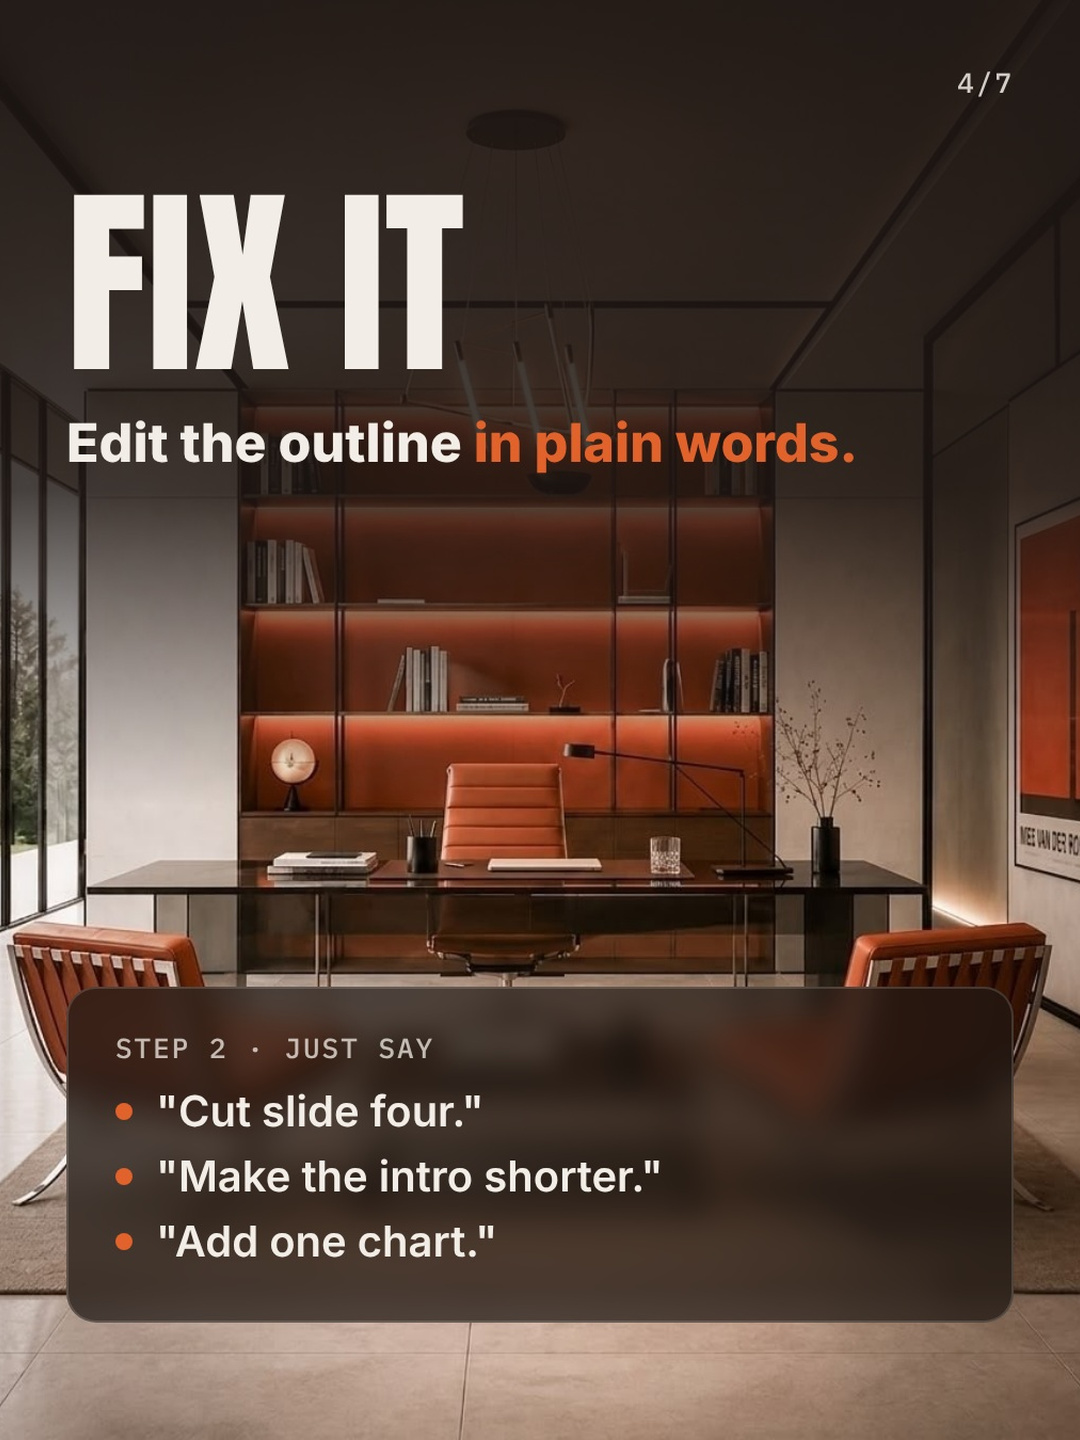 4/7
FIX IT
Edit the outline in plain words.
STEP 2 · JUST SAY
"Cut slide four."
"Make the intro shorter."
"Add one chart."